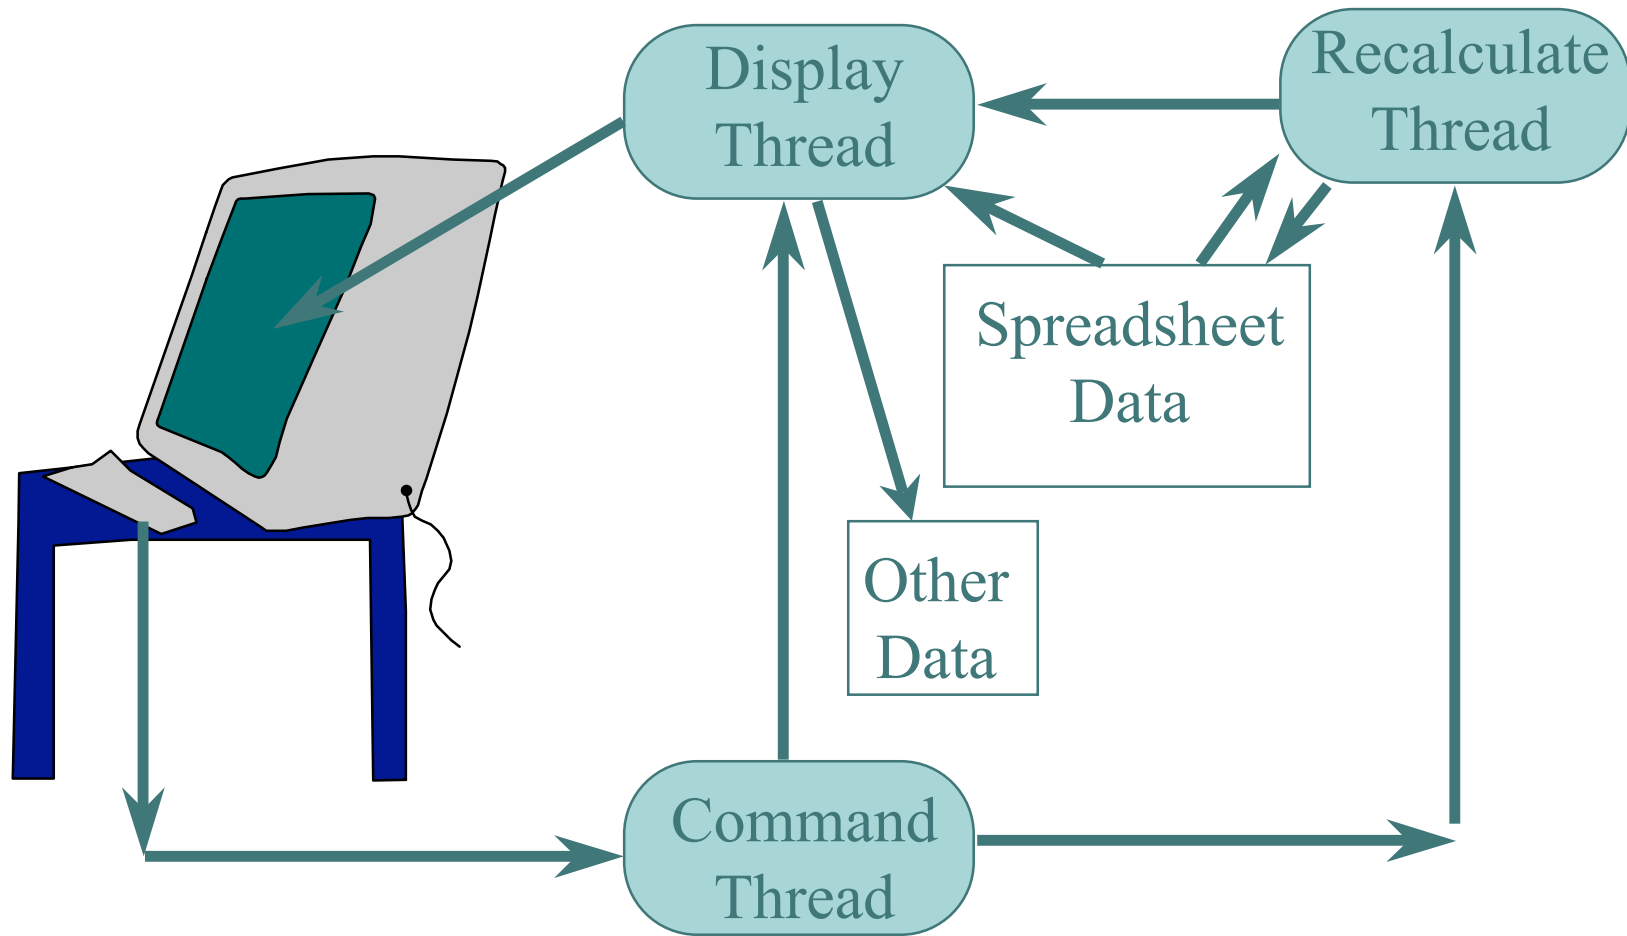 Display
Thread
Recalculate
Thread
Spreadsheet
Data
Other
Data
Command
Thread